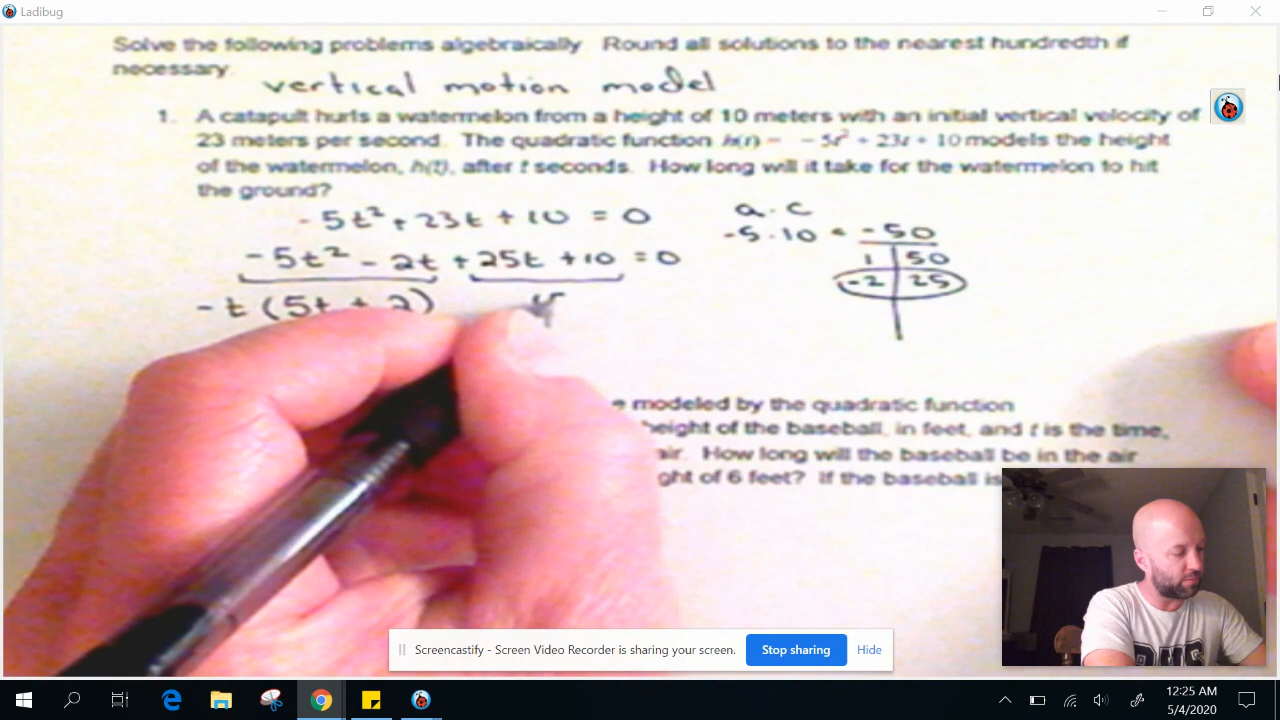 Ladibug
Solve the following problems algebraically. Round all solutions to the nearest hundredth if
necessary.
vertical motion model
1. A catapult hurls a watermelon from a height of 10 meters with an initial vertical velocity of
23 meters per second. The quadratic function h(t) = -5t² + 23t + 10 models the height
of the watermelon, h(t), after t seconds. How long will it take for the watermelon to hit
the ground?
-5t² + 23t + 10 = 0
a · c
-5 · 10 = -50
-5t² - 2t + 25t + 10 = 0
1 | 50
-2 | 25
-t (5t + 2)
e modeled by the quadratic function
height of the baseball, in feet, and t is the time,
air. How long will the baseball be in the air
ght of 6 feet? If the baseball is
Screencastify - Screen Video Recorder is sharing your screen.
Stop sharing
Hide
12:25 AM
5/4/2020